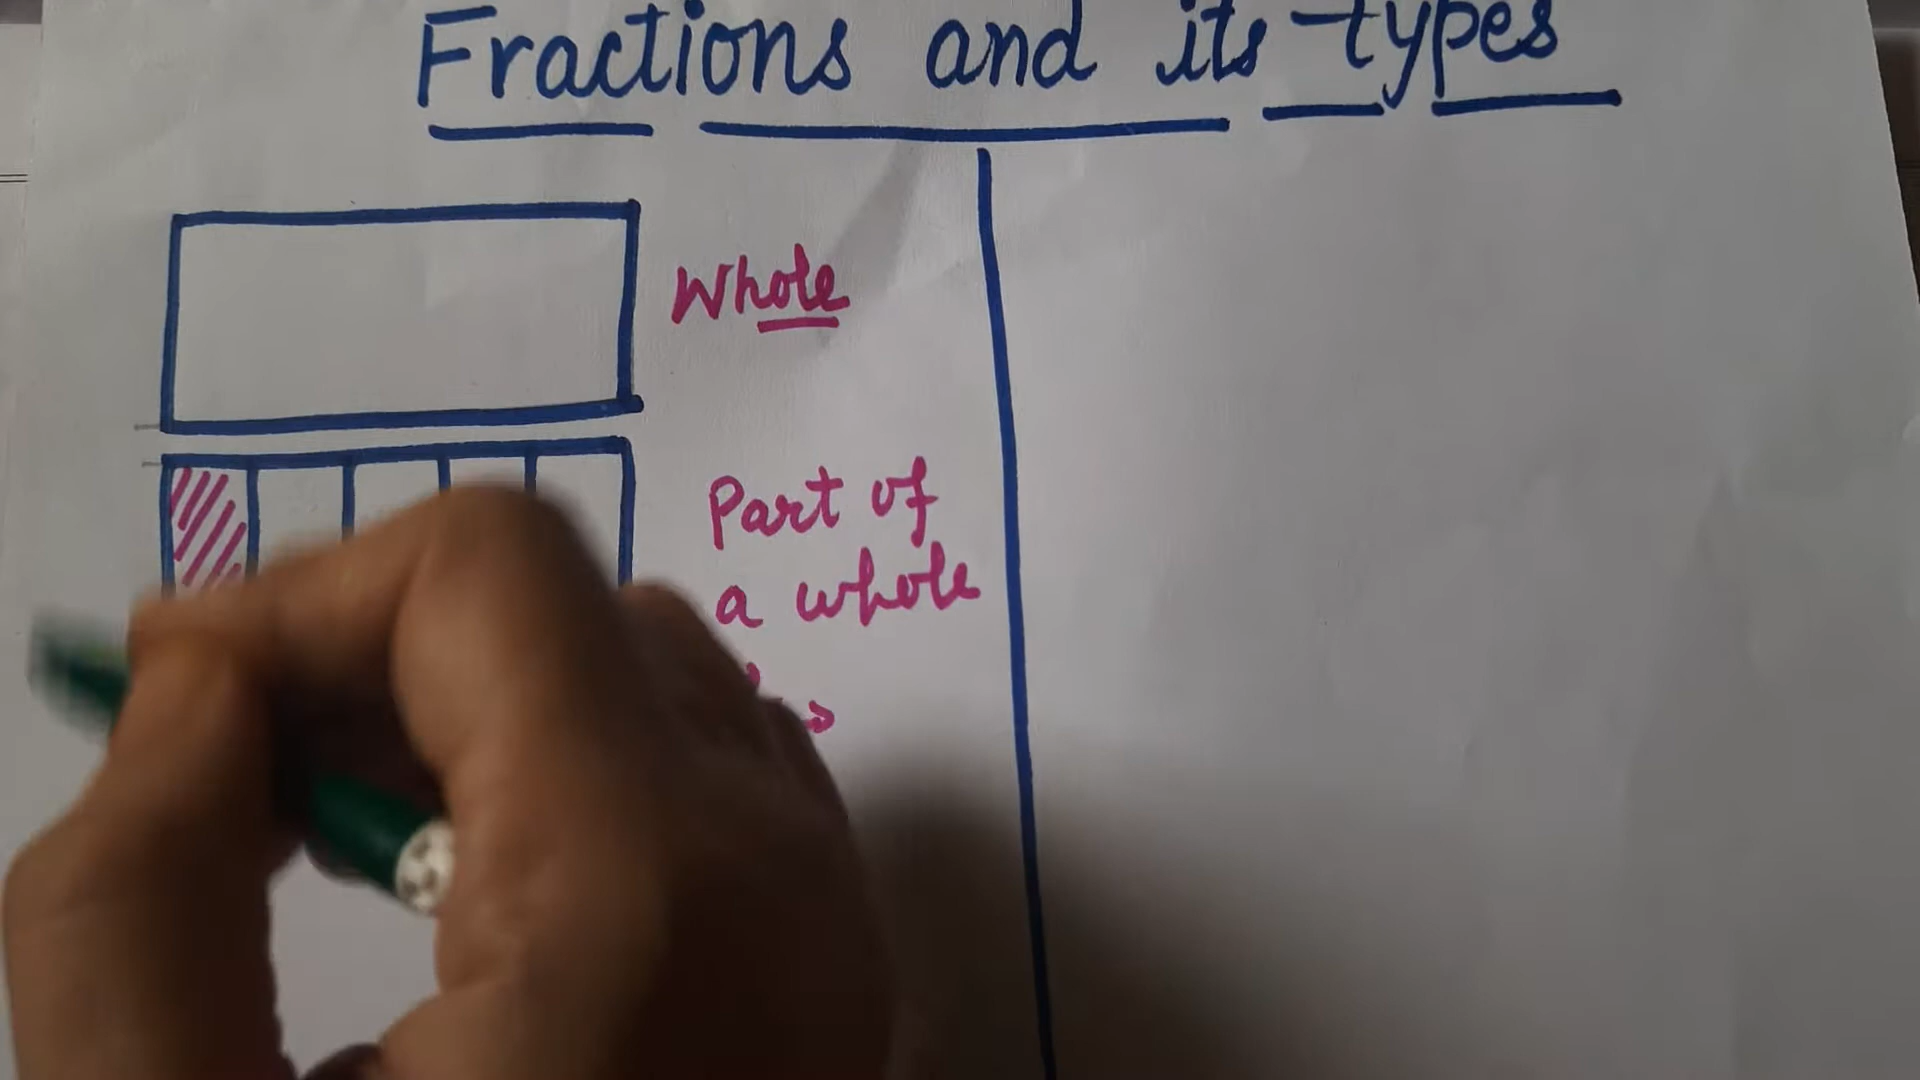 Fractions and its types
Whole
Part of
a whole